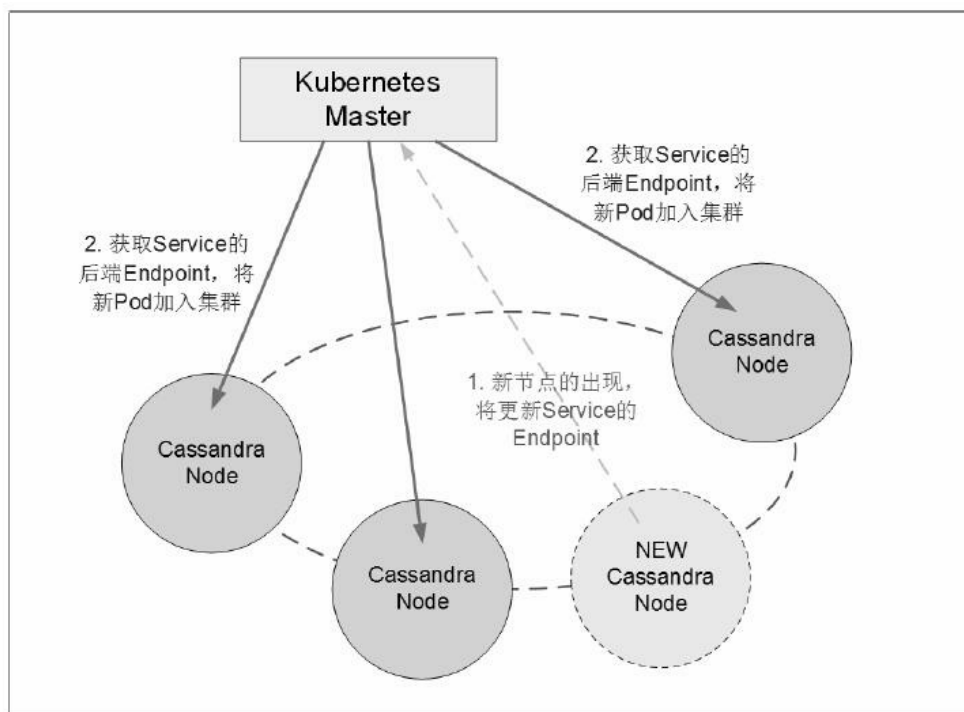 Kubernetes
Master
2. 获取Service的
后端Endpoint，将
新Pod加入集群
2. 获取Service的
后端Endpoint，将
新Pod加入集群
Cassandra
Node
1. 新节点的出现，
将更新Service的
Endpoint
Cassandra
Node
Cassandra
Node
NEW
Cassandra
Node